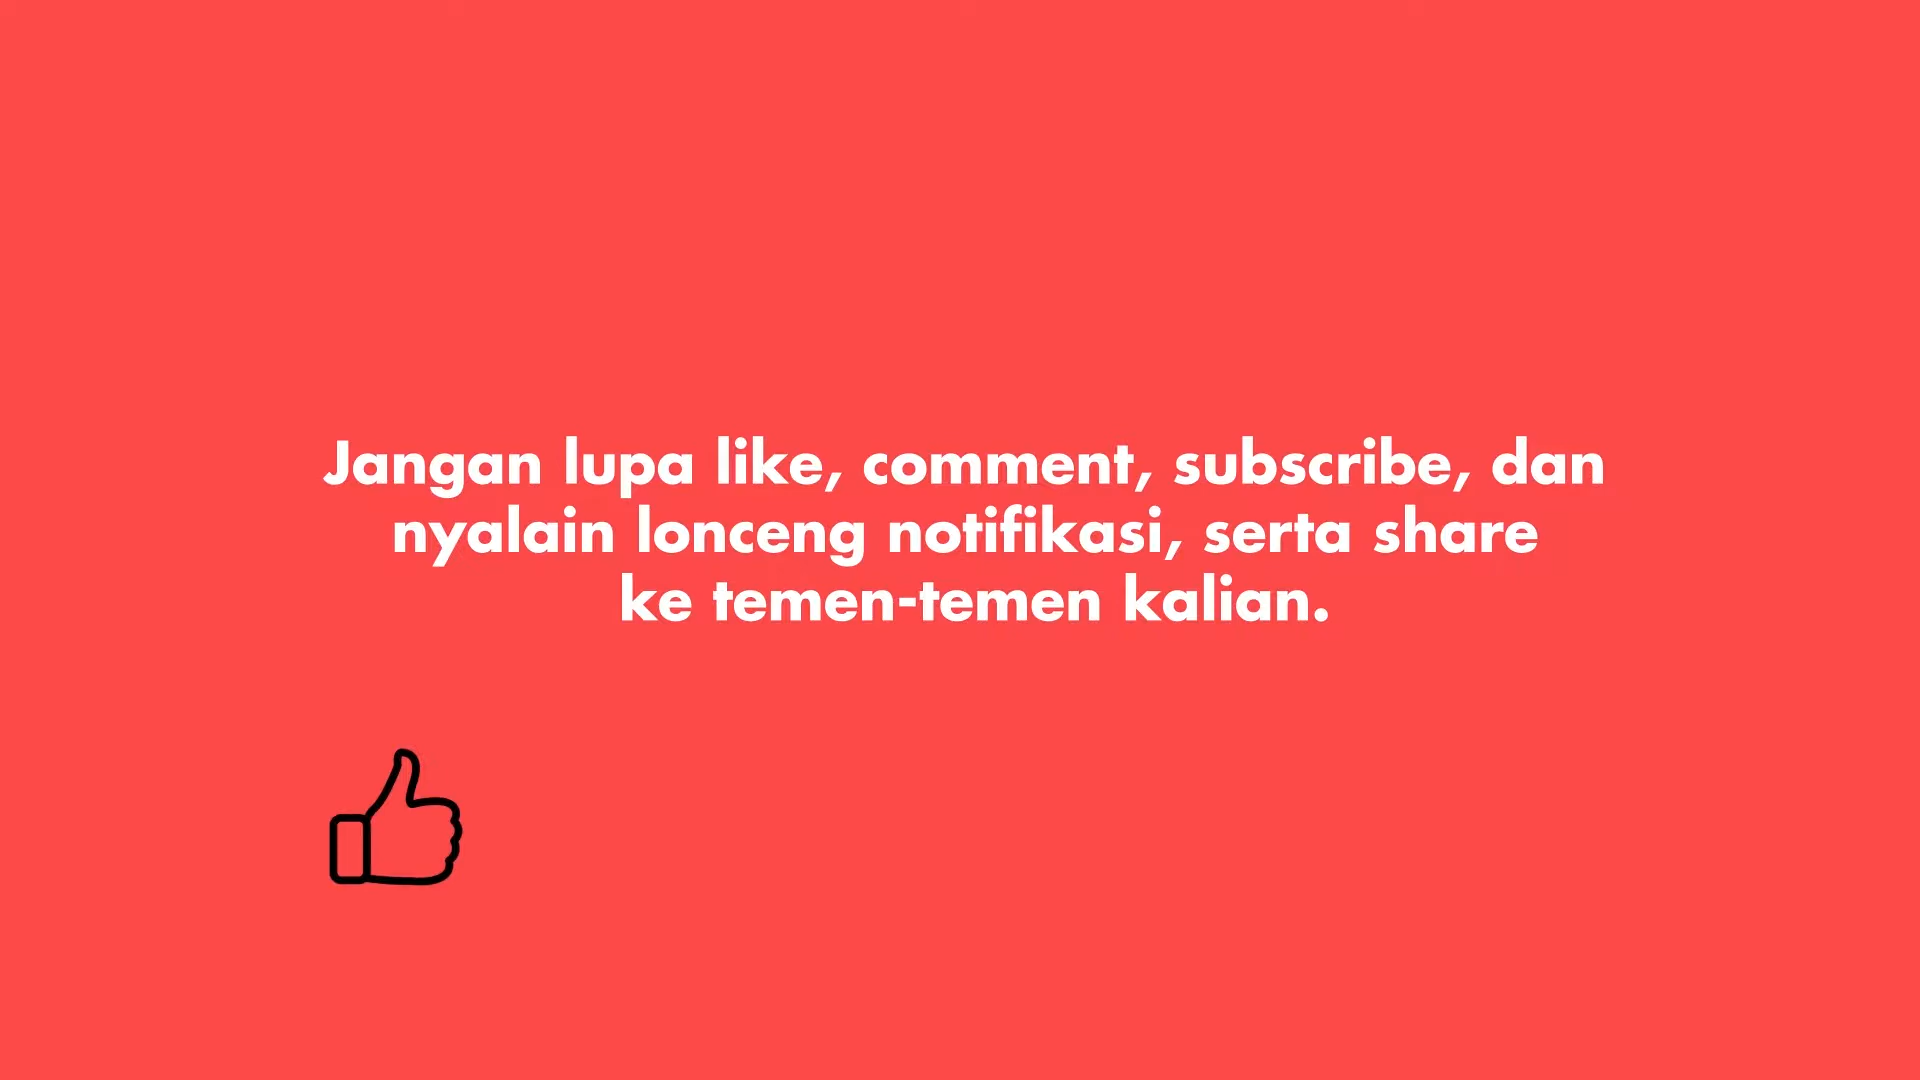 Jangan lupa like, comment, subscribe, dan
nyalain lonceng notifikasi, serta share
ke temen-temen kalian.